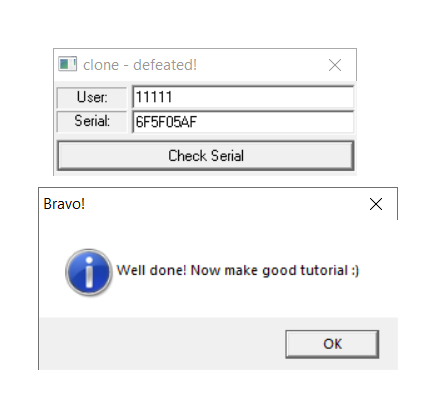 clone - defeated!
User: 11111
Serial: 6F5F05AF
Check Serial
Bravo!
Well done! Now make good tutorial :)
OK